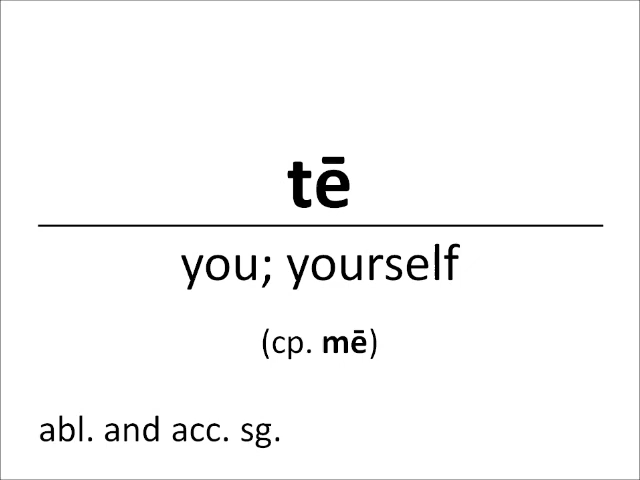 tē
you; yourself
(cp. mē)
abl. and acc. sg.